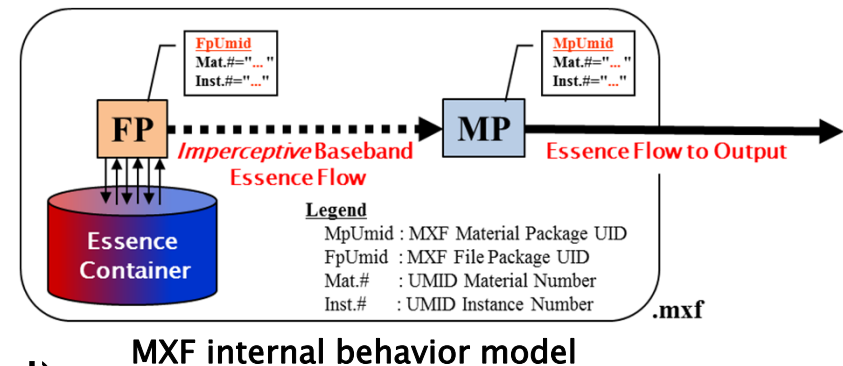 FpUmid
Mat.#="... "
Inst.#="..."
MpUmid
Mat.#="... "
Inst.#="..."
FP
MP
Imperceptive Baseband
Essence Flow
Essence Flow to Output
Essence
Container
Legend
MpUmid : MXF Material Package UID
FpUmid : MXF File Package UID
Mat.# : UMID Material Number
Inst.# : UMID Instance Number
.mxf
MXF internal behavior model